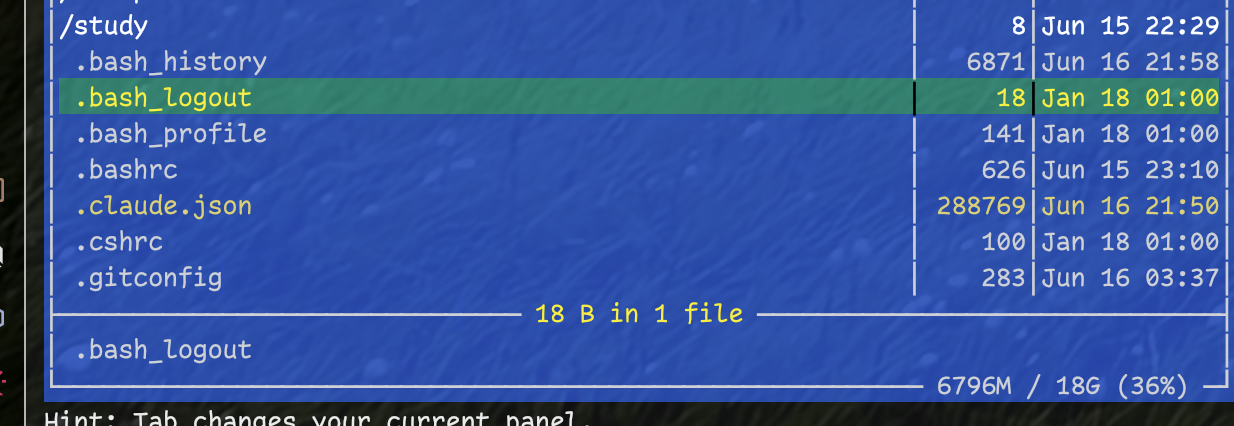 /study 8 Jun 15 22:29
.bash_history 6871 Jun 16 21:58
.bash_logout 18 Jan 18 01:00
.bash_profile 141 Jan 18 01:00
.bashrc 626 Jun 15 23:10
.claude.json 288769 Jun 16 21:50
.cshrc 100 Jan 18 01:00
.gitconfig 283 Jun 16 03:37
18 B in 1 file
.bash_logout
6796M / 18G (36%)
Hint: Tab changes your current panel.